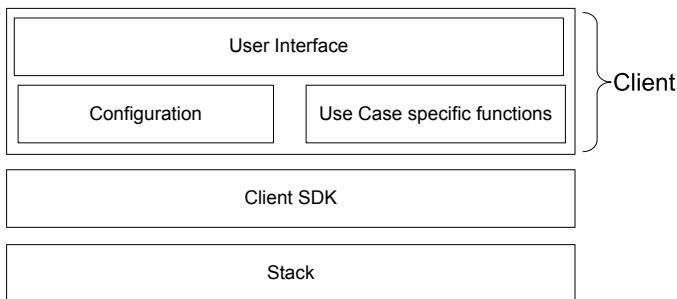 User Interface
Client
Configuration
Use Case specific functions
Client SDK
Stack